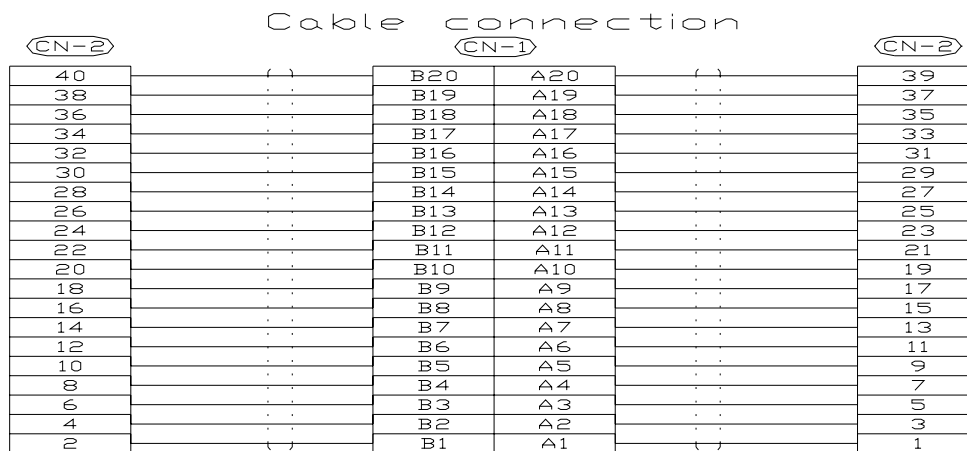 Cable connection
CN-2 CN-1 CN-2
40 B20 A20 39
38 B19 A19 37
36 B18 A18 35
34 B17 A17 33
32 B16 A16 31
30 B15 A15 29
28 B14 A14 27
26 B13 A13 25
24 B12 A12 23
22 B11 A11 21
20 B10 A10 19
18 B9 A9 17
16 B8 A8 15
14 B7 A7 13
12 B6 A6 11
10 B5 A5 9
8 B4 A4 7
6 B3 A3 5
4 B2 A2 3
2 B1 A1 1